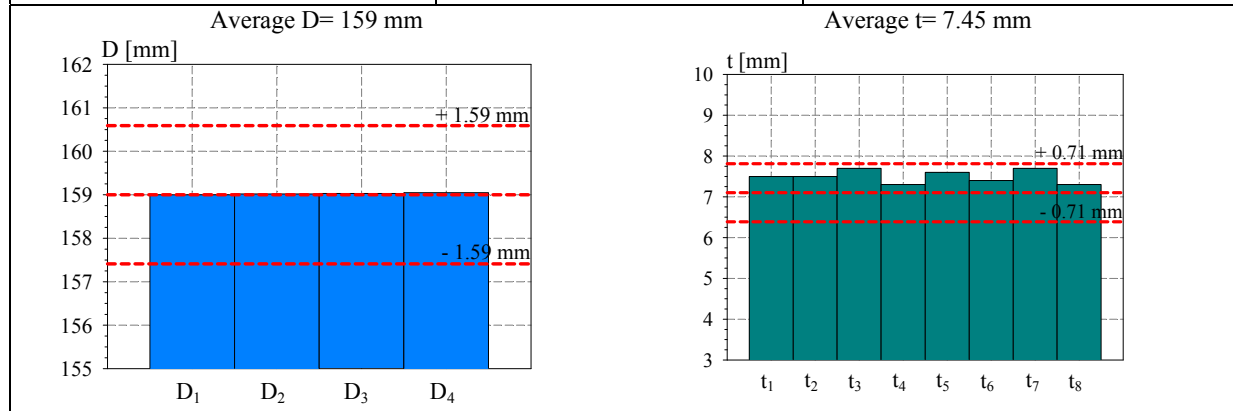 Average D= 159 mm
D [mm]
162
161
160
159
158
157
156
155
+ 1.59 mm
- 1.59 mm
D₁ D₂ D₃ D₄
Average t= 7.45 mm
t [mm]
10
9
8
7
6
5
4
3
+ 0.71 mm
- 0.71 mm
t₁ t₂ t₃ t₄ t₅ t₆ t₇ t₈